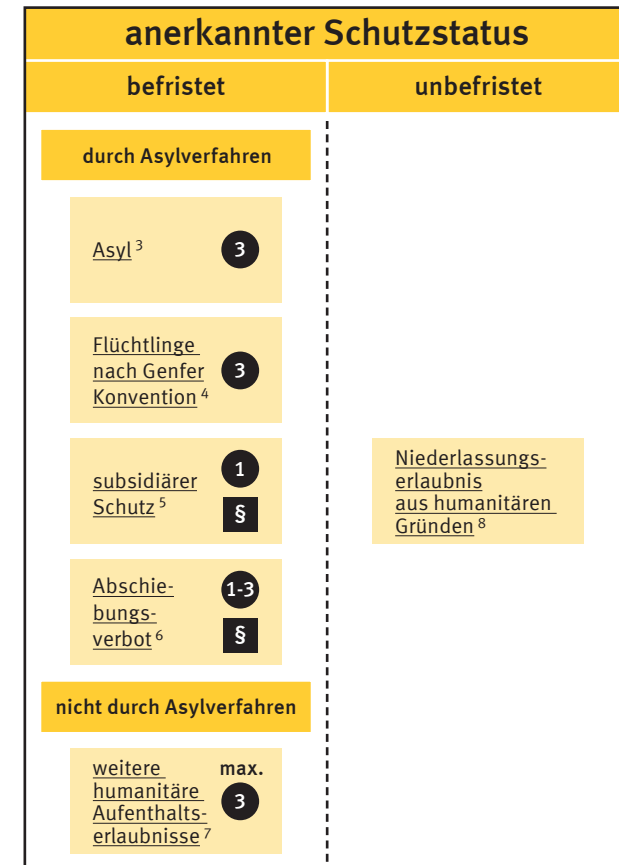 anerkannter Schutzstatus
befristet
unbefristet
durch Asylverfahren
Asyl 3
3
Flüchtlinge
nach Genfer
Konvention 4
3
subsidiärer
Schutz 5
1
§
Abschie-
bungs-
verbot 6
1-3
§
nicht durch Asylverfahren
weitere
humanitäre
Aufenthalts-
erlaubnisse 7
max.
3
Niederlassungs-
erlaubnis
aus humanitären
Gründen 8